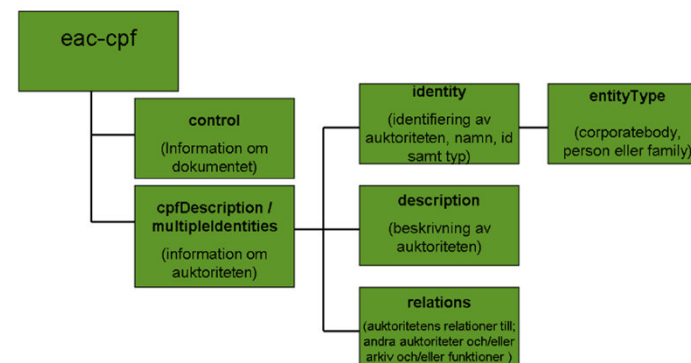 eac-cpf
control
(Information om
dokumentet)
cpfDescription /
multipleIdentities
(information om
auktoriteten)
identity
(identifiering av
auktoriteten, namn, id
samt typ)
entityType
(corporatebody,
person eller family)
description
(beskrivning av
auktoriteten)
relations
(auktoritetens relationer till;
andra auktoriteter och/eller
arkiv och/eller funktioner )